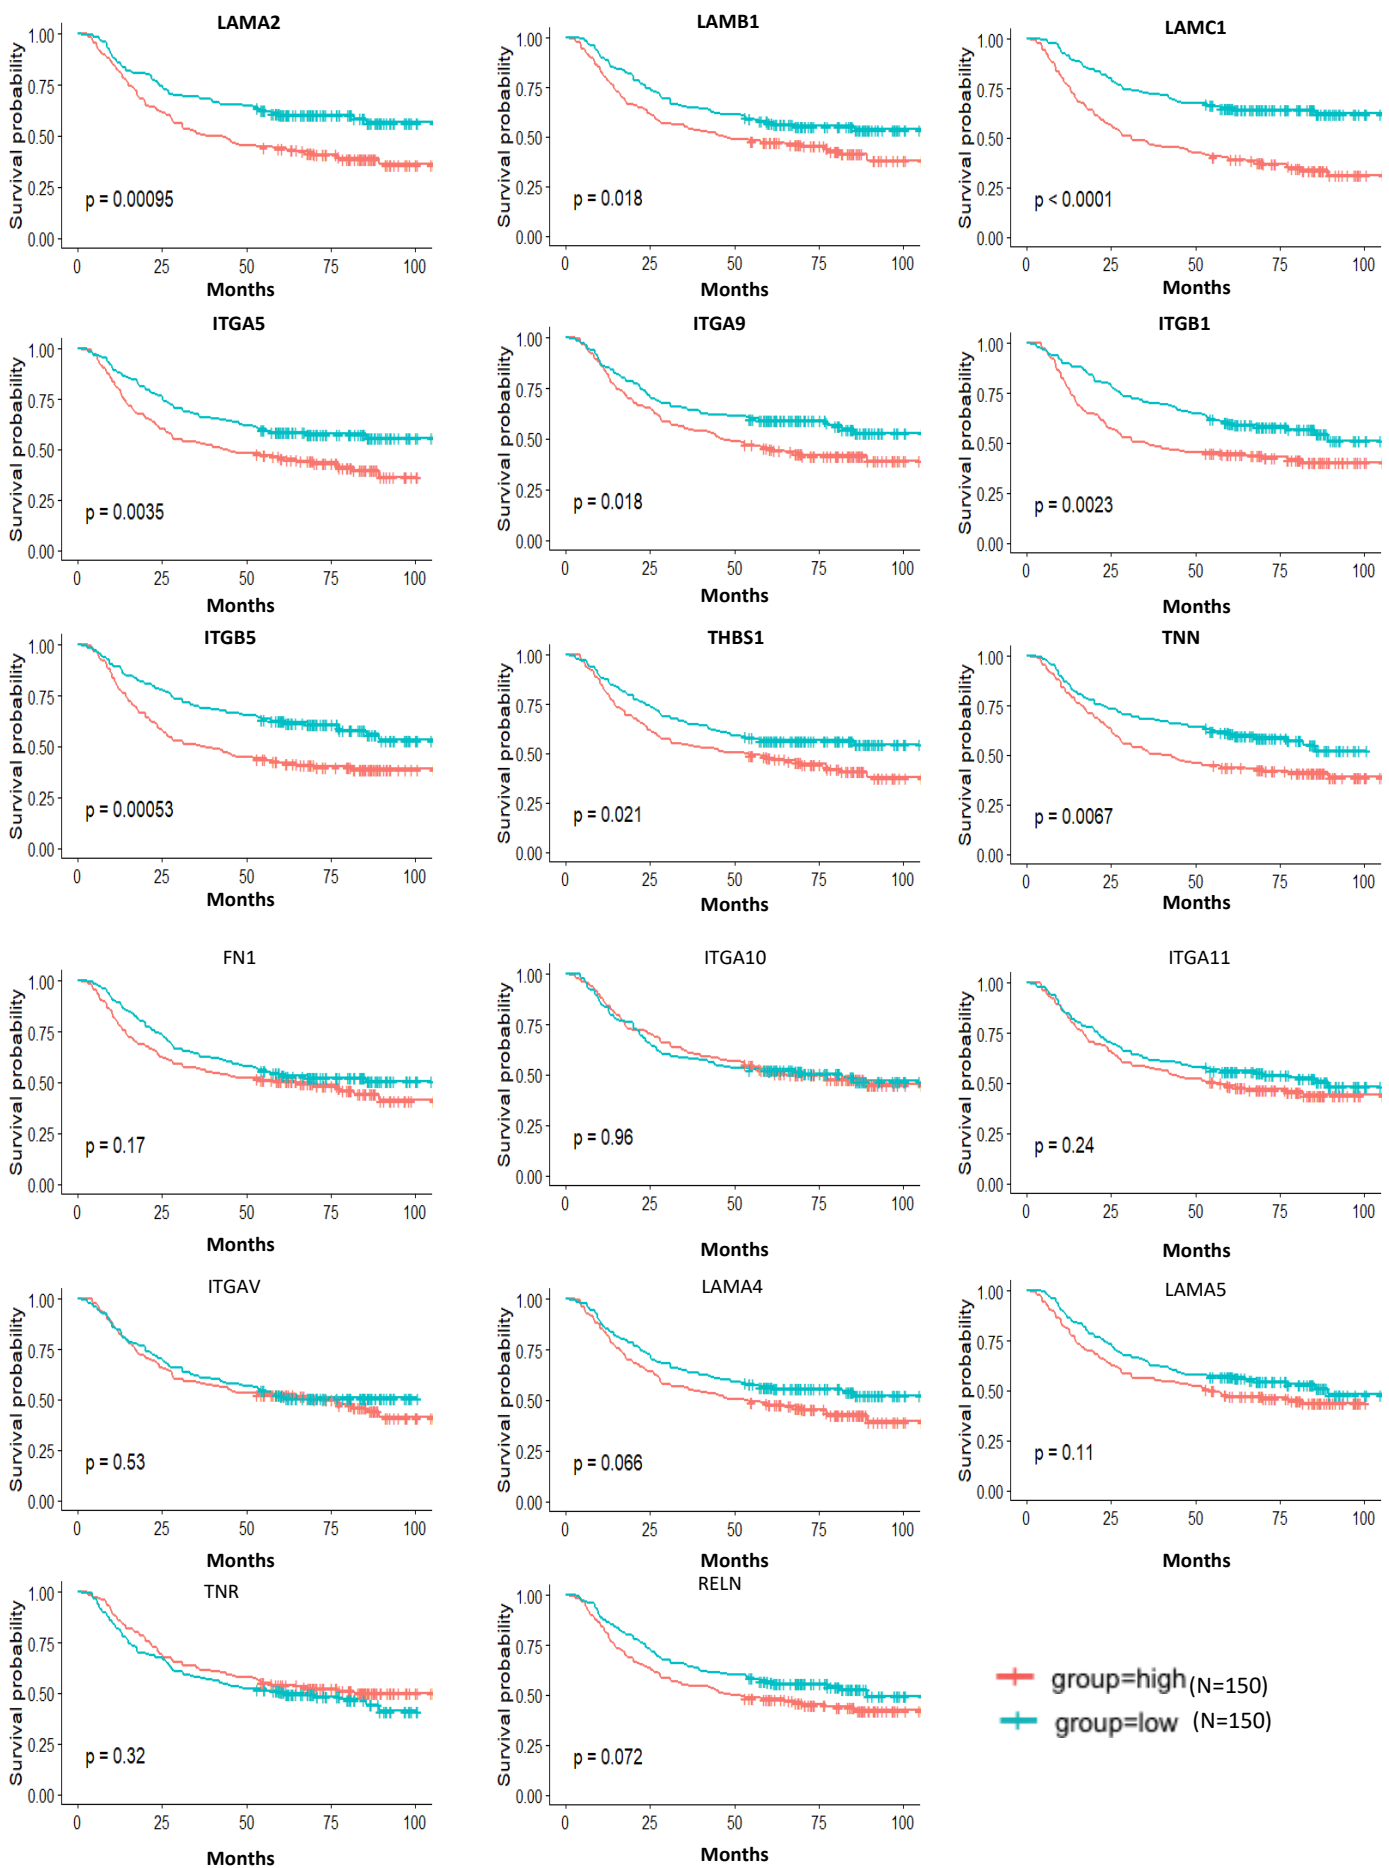 LAMA2
Survival probability
1.00
0.75
0.50
0.25
0.00
p = 0.00095
0 25 50 75 100
Months
LAMB1
Survival probability
1.00
0.75
0.50
0.25
0.00
p = 0.018
0 25 50 75 100
Months
LAMC1
Survival probability
1.00
0.75
0.50
0.25
0.00
p < 0.0001
0 25 50 75 100
Months
ITGA5
Survival probability
1.00
0.75
0.50
0.25
0.00
p = 0.0035
0 25 50 75 100
Months
ITGA9
Survival probability
1.00
0.75
0.50
0.25
0.00
p = 0.018
0 25 50 75 100
Months
ITGB1
Survival probability
1.00
0.75
0.50
0.25
0.00
p = 0.0023
0 25 50 75 100
Months
ITGB5
Survival probability
1.00
0.75
0.50
0.25
0.00
p = 0.00053
0 25 50 75 100
Months
THBS1
Survival probability
1.00
0.75
0.50
0.25
0.00
p = 0.021
0 25 50 75 100
Months
TNN
Survival probability
1.00
0.75
0.50
0.25
0.00
p = 0.0067
0 25 50 75 100
Months
FN1
Survival probability
1.00
0.75
0.50
0.25
0.00
p = 0.17
0 25 50 75 100
Months
ITGA10
Survival probability
1.00
0.75
0.50
0.25
0.00
p = 0.96
0 25 50 75 100
Months
ITGA11
Survival probability
1.00
0.75
0.50
0.25
0.00
p = 0.24
0 25 50 75 100
Months
ITGAV
Survival probability
1.00
0.75
0.50
0.25
0.00
p = 0.53
0 25 50 75 100
Months
LAMA4
Survival probability
1.00
0.75
0.50
0.25
0.00
p = 0.066
0 25 50 75 100
Months
LAMA5
Survival probability
1.00
0.75
0.50
0.25
0.00
p = 0.11
0 25 50 75 100
Months
TNR
Survival probability
1.00
0.75
0.50
0.25
0.00
p = 0.32
0 25 50 75 100
Months
RELN
Survival probability
1.00
0.75
0.50
0.25
0.00
p = 0.072
0 25 50 75 100
Months
group=high (N=150)
group=low (N=150)